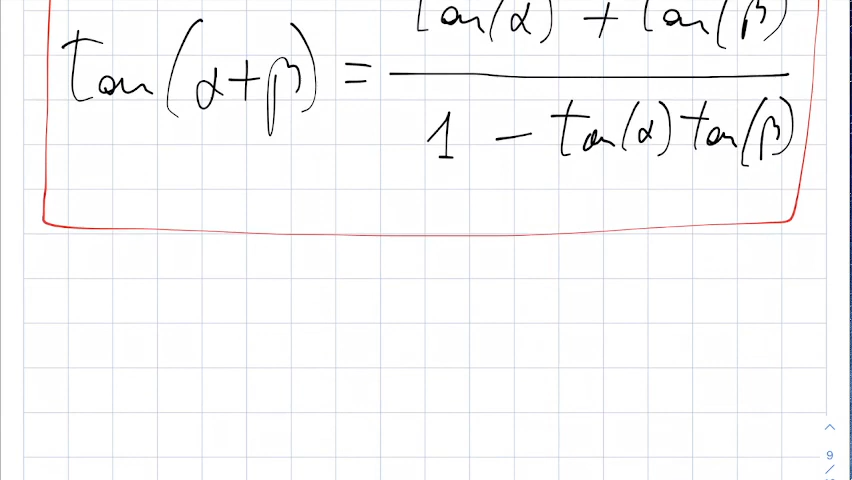 tan(α) + tan(β)
tan(α+β) =
1 - tan(α) tan(β)
9
/